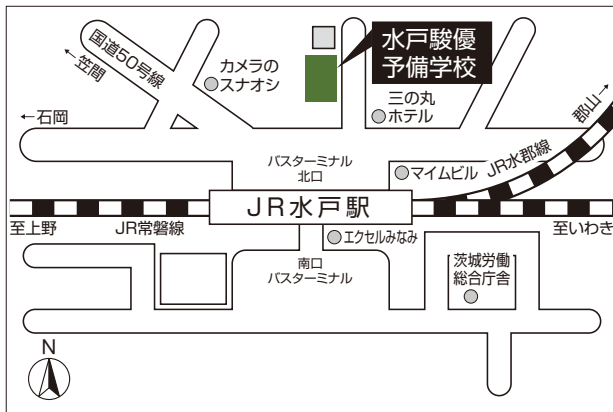 国道50号線
←笠間
カメラの
スナオシ
水戸駿優
予備学校
三の丸
ホテル
郡山→
←石岡
バスターミナル
北口
マイムビル
JR水郡線
JR水戸駅
至上野
JR常磐線
至いわき
エクセルみなみ
南口
バスターミナル
茨城労働
総合庁舎
N